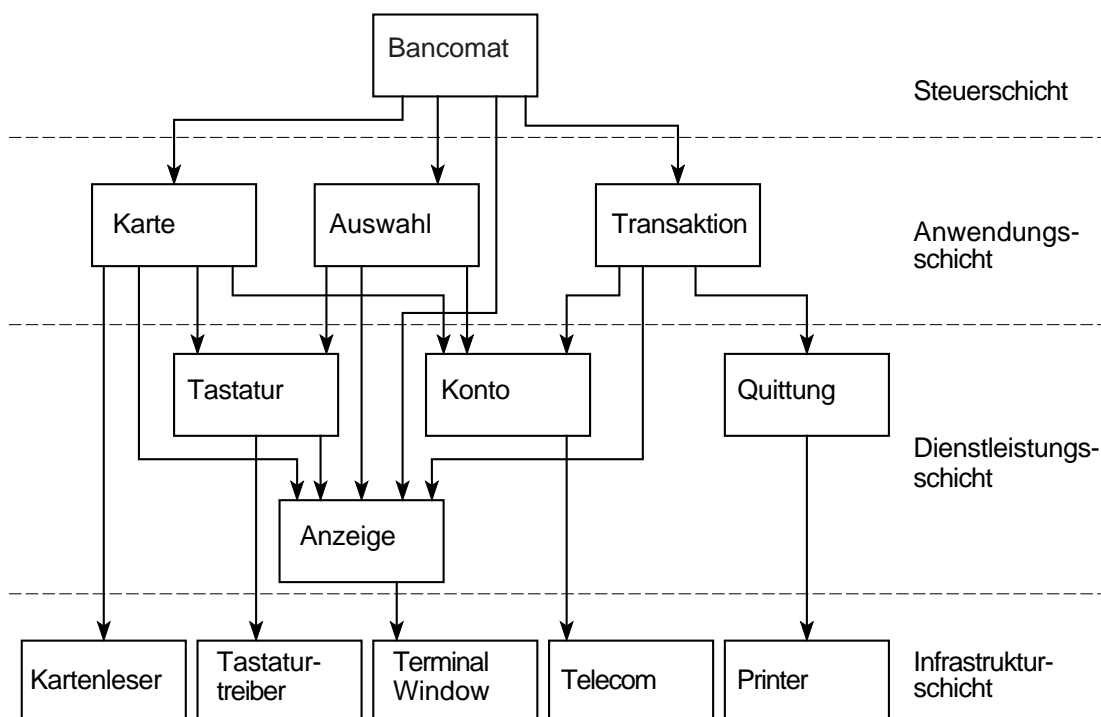 Bancomat
Steuerschicht
Karte
Auswahl
Transaktion
Anwendungs-
schicht
Tastatur
Konto
Quittung
Dienstleistungs-
schicht
Anzeige
Kartenleser
Tastatur-
treiber
Terminal
Window
Telecom
Printer
Infrastruktur-
schicht